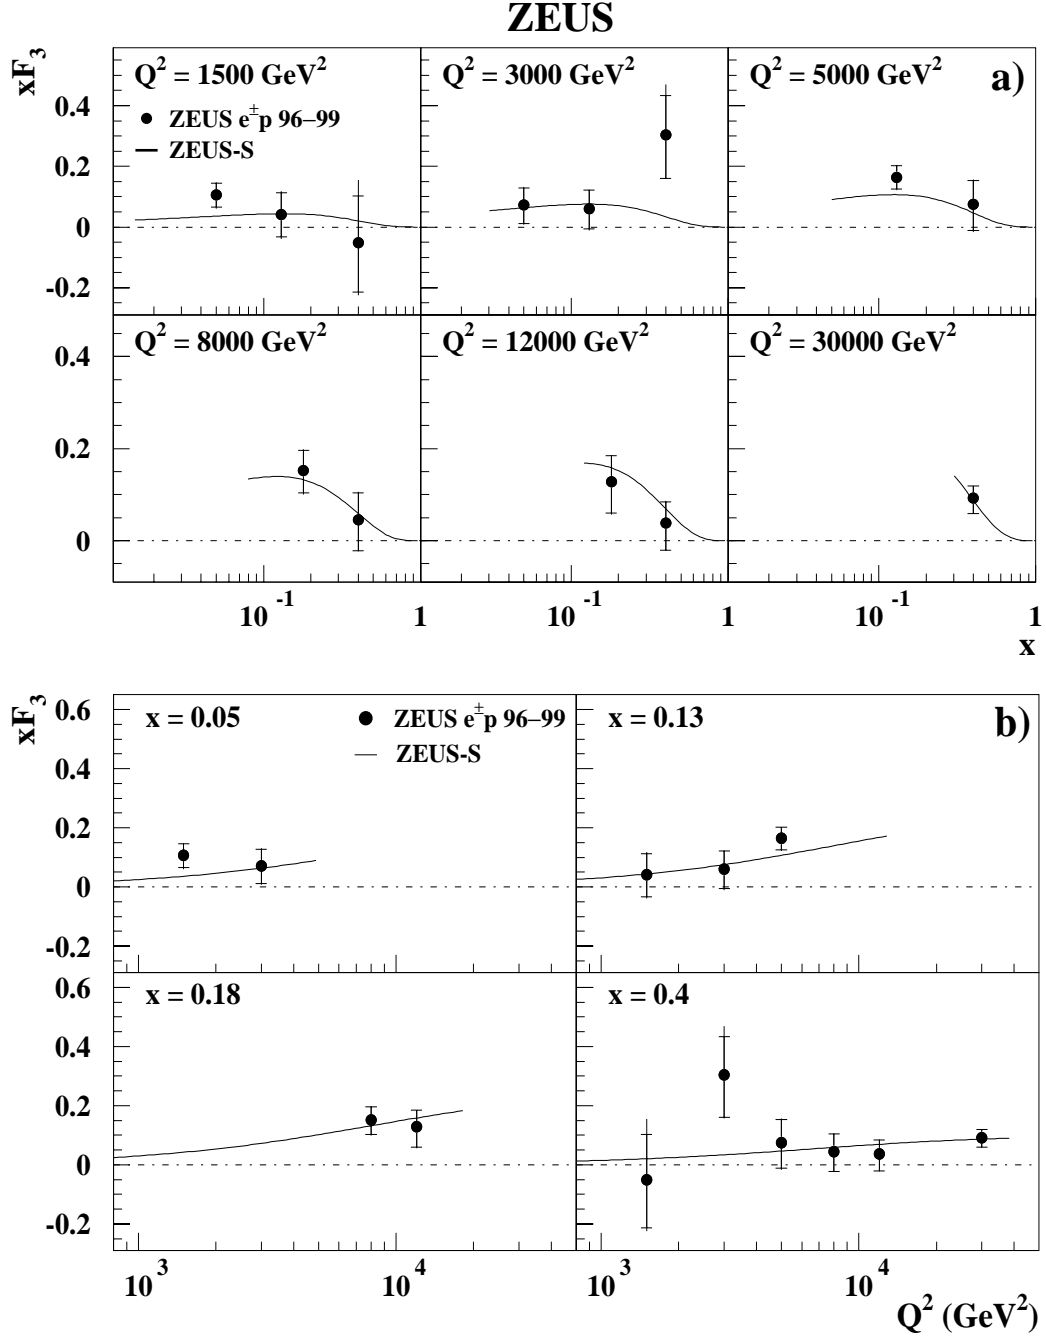 ZEUS
xF3
Q² = 1500 GeV²
Q² = 3000 GeV²
Q² = 5000 GeV²
a)
ZEUS e±p 96–99
ZEUS-S
0.4
0.2
0
-0.2
Q² = 8000 GeV²
Q² = 12000 GeV²
Q² = 30000 GeV²
0.4
0.2
0
10⁻¹ 1 10⁻¹ 1 10⁻¹ 1
x
xF3
x = 0.05
ZEUS e±p 96–99
ZEUS-S
x = 0.13
b)
0.6
0.4
0.2
0
-0.2
x = 0.18
x = 0.4
0.6
0.4
0.2
0
-0.2
10³ 10⁴ 10³ 10⁴
Q² (GeV²)